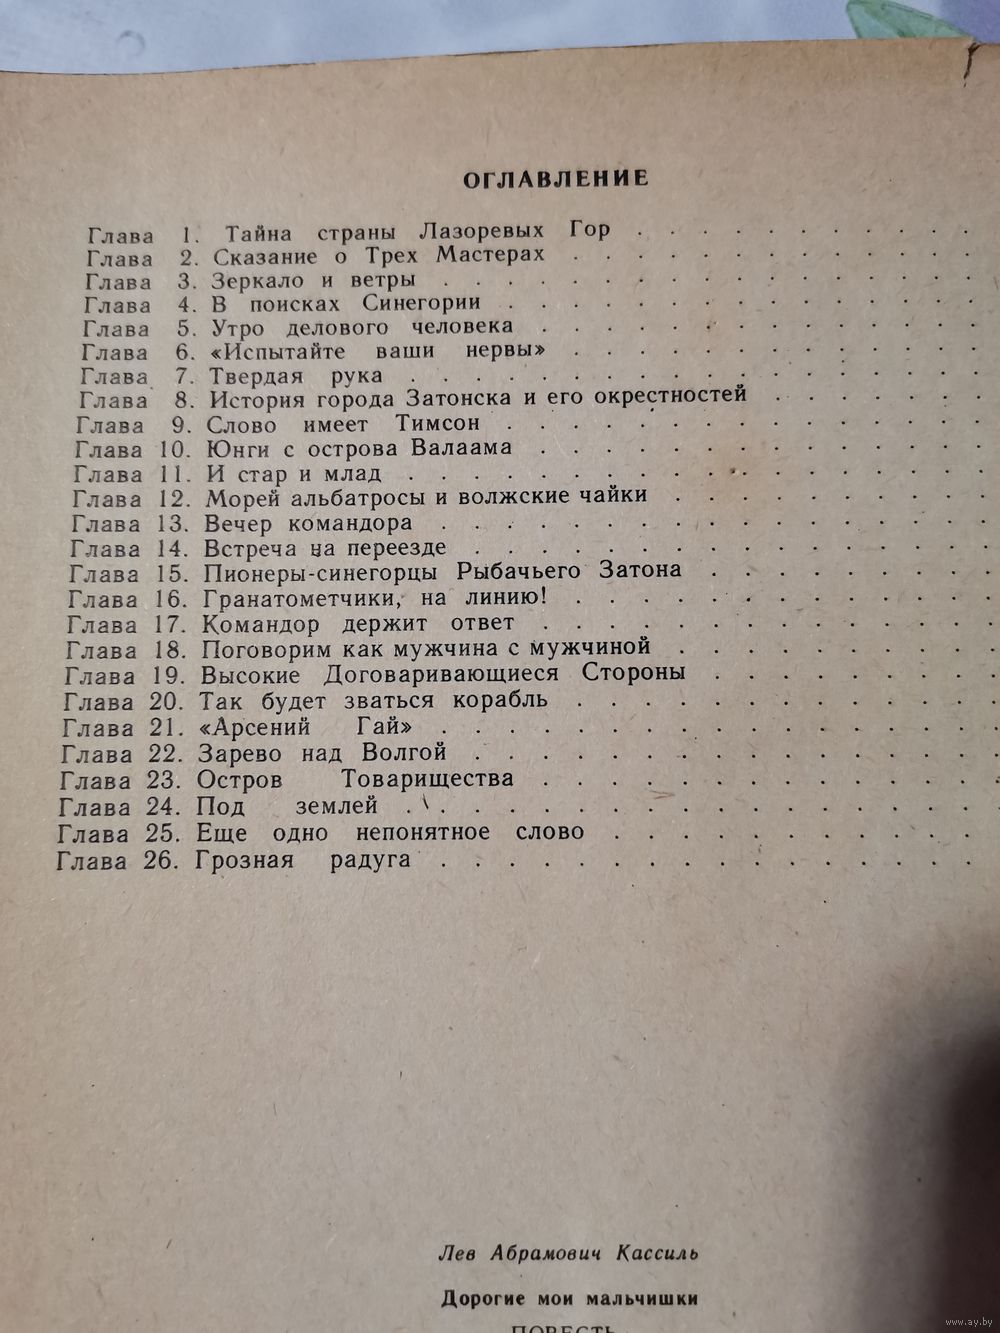 ОГЛАВЛЕНИЕ
Глава 1. Тайна страны Лазоревых Гор . . . . . . . . . .
Глава 2. Сказание о Трех Мастерах . . . . . . . . . . . .
Глава 3. Зеркало и ветры . . . . . . . . . . . . . . . .
Глава 4. В поисках Синегории . . . . . . . . . . . . . .
Глава 5. Утро делового человека . . . . . . . . . . . . .
Глава 6. «Испытайте ваши нервы» . . . . . . . . . . . .
Глава 7. Твердая рука . . . . . . . . . . . . . . . . .
Глава 8. История города Затонска и его окрестностей . . . . . .
Глава 9. Слово имеет Тимсон . . . . . . . . . . . . . .
Глава 10. Юнги с острова Валаама . . . . . . . . . . . . .
Глава 11. И стар и млад . . . . . . . . . . . . . . . . .
Глава 12. Морей альбатросы и волжские чайки . . . . . . . . .
Глава 13. Вечер командора . . . . . . . . . . . . . . . .
Глава 14. Встреча на переезде . . . . . . . . . . . . . . .
Глава 15. Пионеры-синегорцы Рыбачьего Затона . . . . . . . .
Глава 16. Гранатометчики, на линию! . . . . . . . . . . . .
Глава 17. Командор держит ответ . . . . . . . . . . . . .
Глава 18. Поговорим как мужчина с мужчиной . . . . . . . . .
Глава 19. Высокие Договаривающиеся Стороны . . . . . . . .
Глава 20. Так будет зваться корабль . . . . . . . . . . . .
Глава 21. «Арсений Гай» . . . . . . . . . . . . . . . .
Глава 22. Зарево над Волгой . . . . . . . . . . . . . . .
Глава 23. Остров Товарищества . . . . . . . . . . . . .
Глава 24. Под землей . . . . . . . . . . . . . . . . .
Глава 25. Еще одно непонятное слово . . . . . . . . . . .
Глава 26. Грозная радуга . . . . . . . . . . . . . . . .
Лев Абрамович Кассиль
Дорогие мои мальчишки
ПОВЕСТЬ
www.ay.by